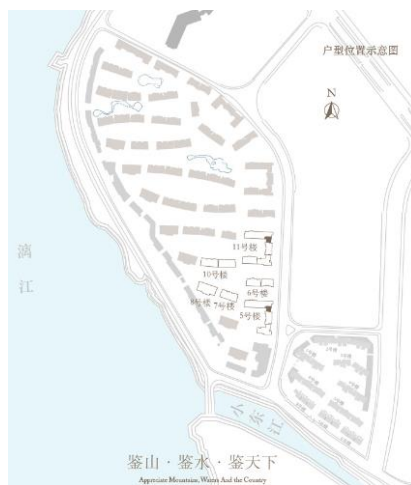 户型位置示意图
N
漓江
11号楼
10号楼
6号楼
8号楼
7号楼
5号楼
小东江
鉴山·鉴水·鉴天下
Appreciate Mountains, Waters And the Country